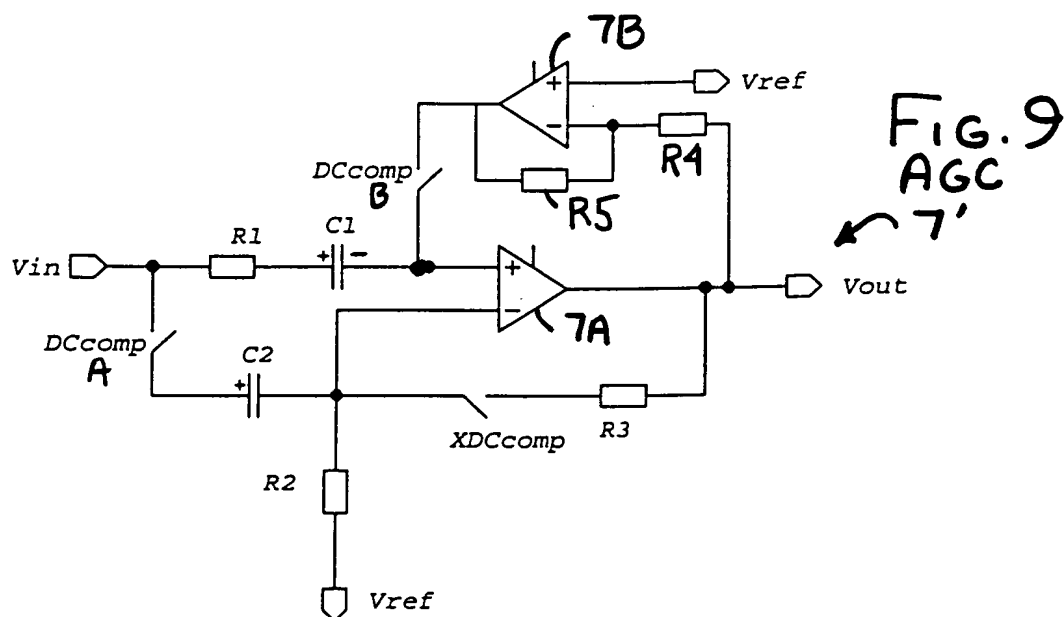 7B
+
Vref
−
R4
FIG. 9
AGC
7'
DCcomp
B
R5
R1
C1
+
−
Vin
+
−
7A
Vout
DCcomp
A
C2
+
XDCcomp
R3
R2
Vref